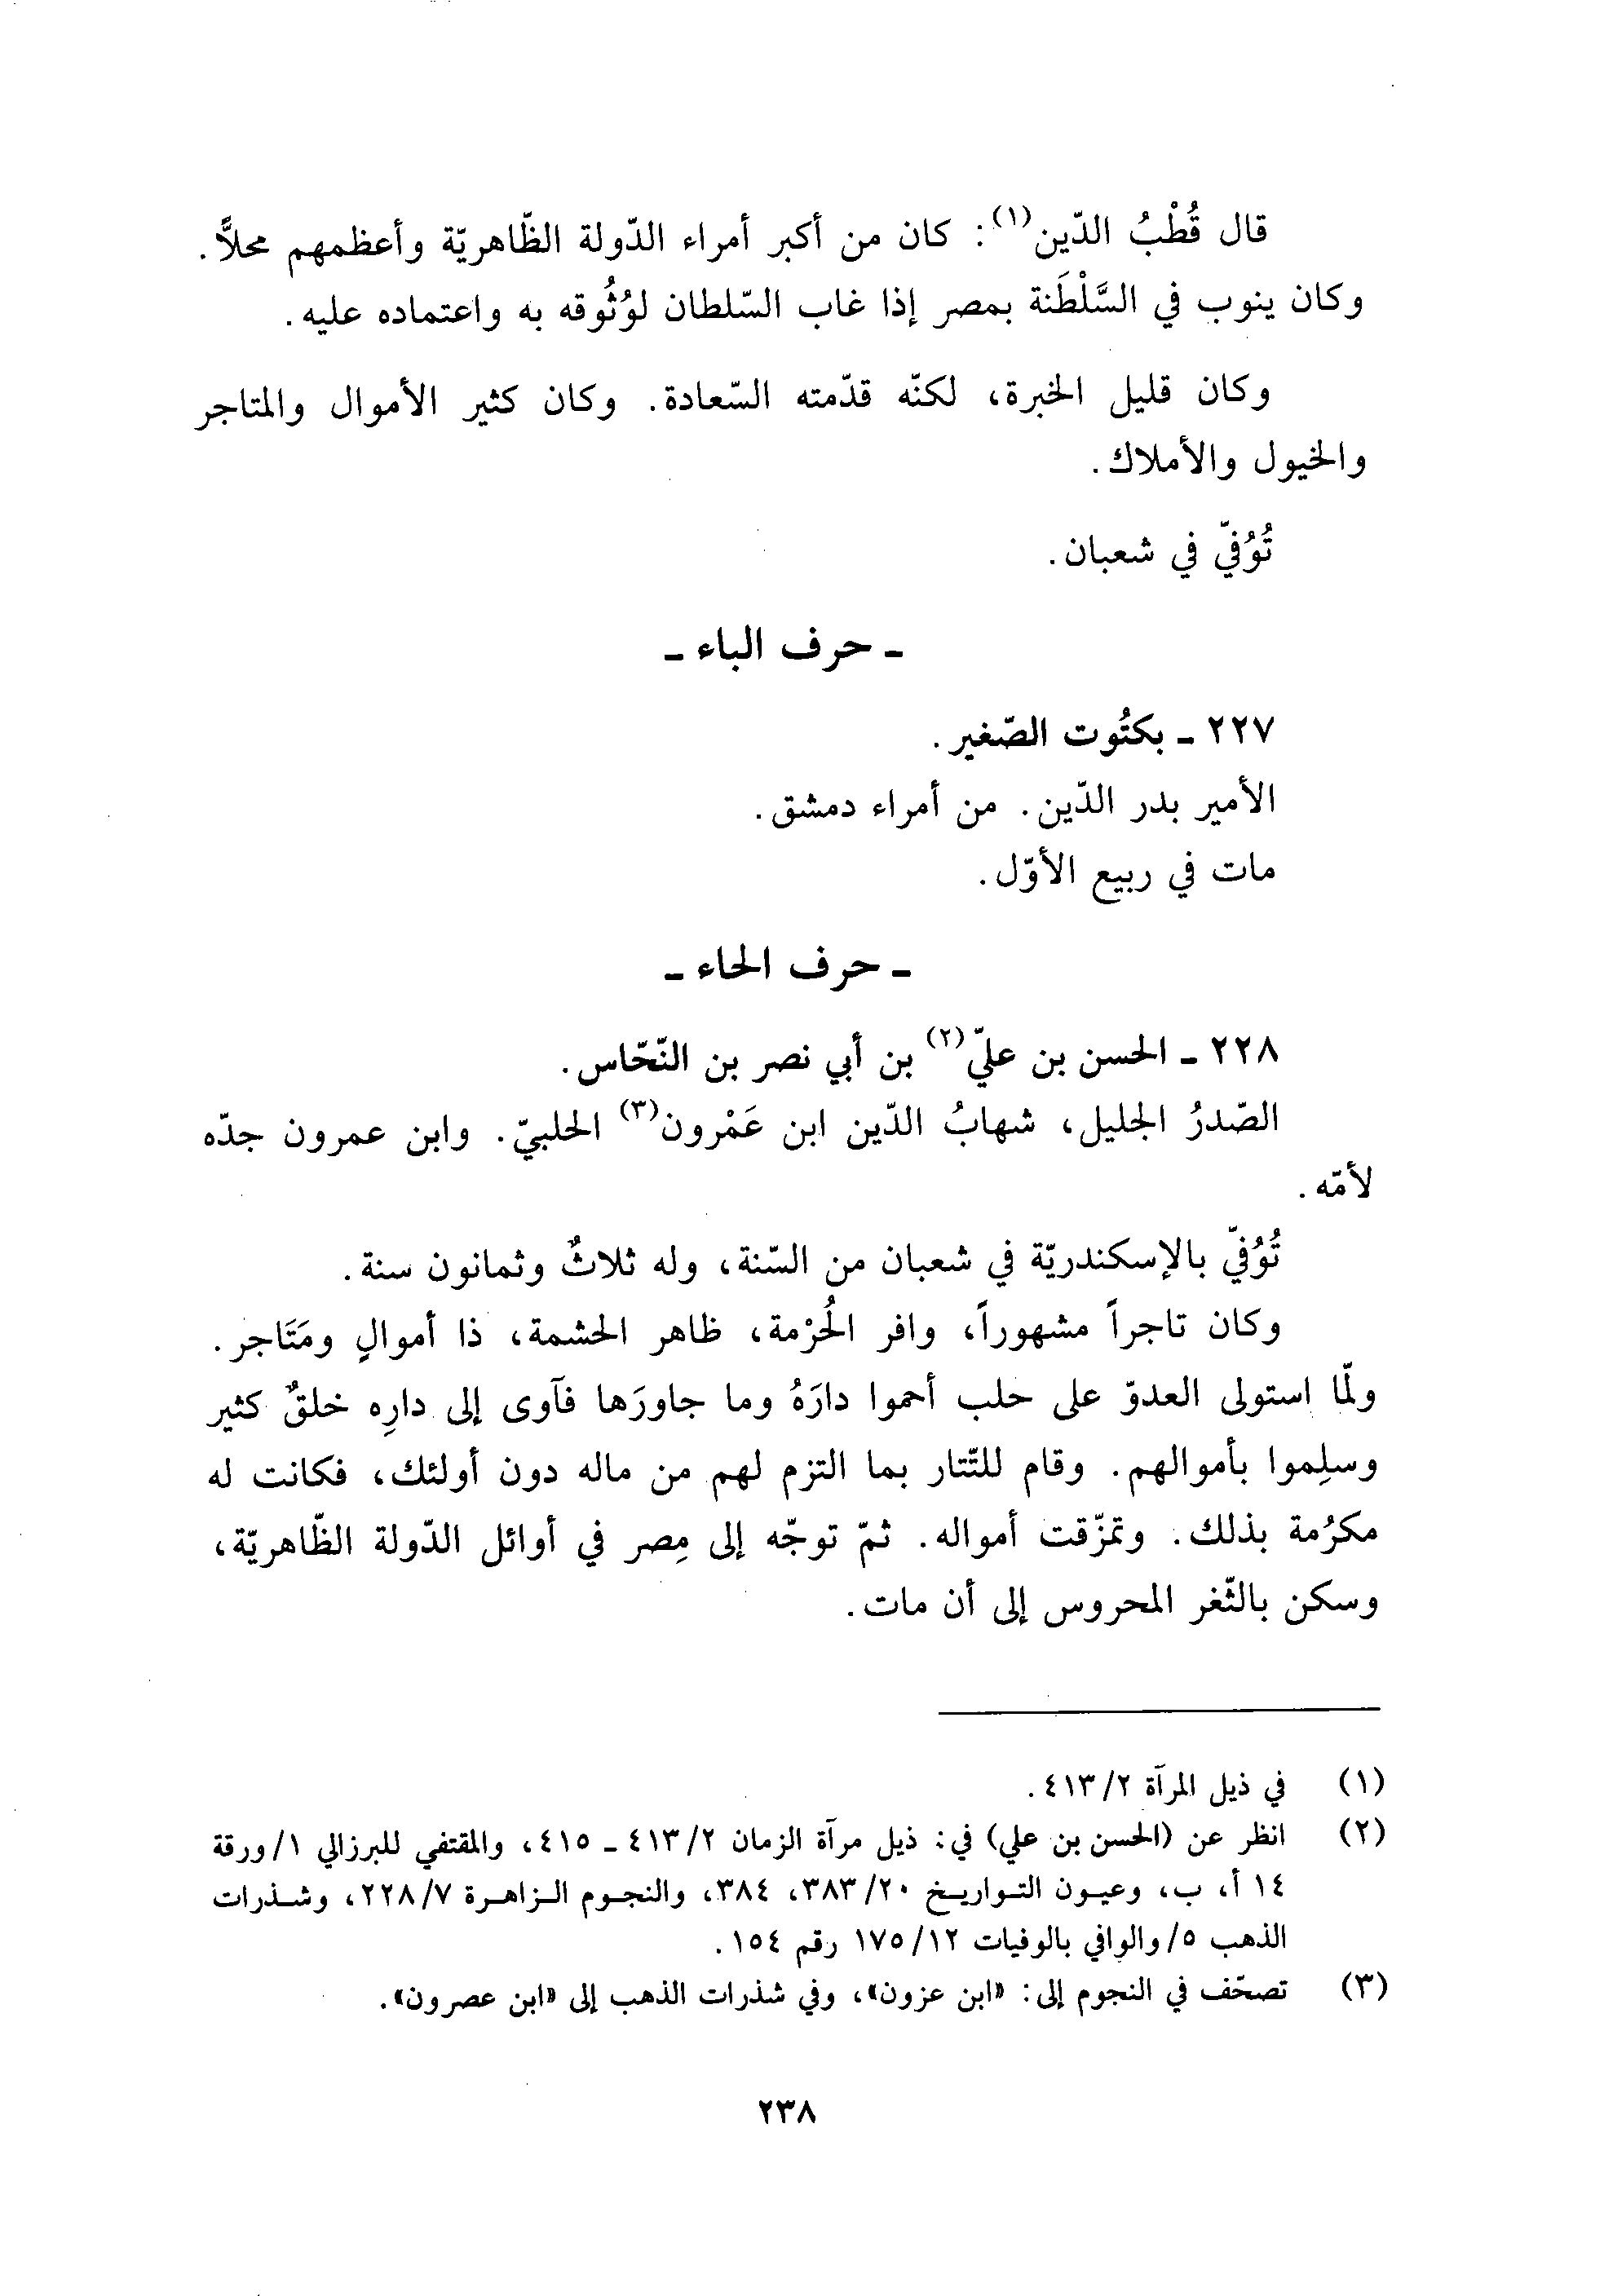 قال قُطْبُ الدّين(١): كان من أكبر أمراء الدّولة الظّاهريّة وأعظمهم محلاًّ.
وكان ينوب في السَّلْطَنة بمصر إذا غاب السّلطان لوُثُوقه به واعتماده عليه.
وكان قليل الخبرة، لكنّه قدّمته السّعادة. وكان كثير الأموال والمتاجر
والخيول والأملاك.
تُوُفّي في شعبان.
ـ حرف الباء ـ
٢٢٧ ـ بكتُوت الصّغير.
الأمير بدر الدّين. من أمراء دمشق.
مات في ربيع الأوّل.
ـ حرف الحاء ـ
٢٢٨ ـ الحسن بن عليّ(٢) بن أبي نصر بن النّحّاس.
الصّدرُ الجليل، شهابُ الدّين ابن عَمْرون(٣) الحلبيّ. وابن عمرون جدّه
لأمّه.
تُوُفّي بالإسكندريّة في شعبان من السّنة، وله ثلاثٌ وثمانون سنة.
وكان تاجراً مشهوراً، وافر الحُرْمة، ظاهر الحشمة، ذا أموالٍ ومَتَاجر.
ولمّا استولى العدوّ على حلب أحموا دارَهُ وما جاورَها فآوى إلى دارِه خلقٌ كثير
وسلِموا بأموالهم. وقام للتّتار بما التزم لهم من ماله دون أولئك، فكانت له
مكرُمة بذلك. وتمزّقت أمواله. ثمّ توجّه إلى مِصر في أوائل الدّولة الظّاهريّة،
وسكن بالثّغر المحروس إلى أن مات.
(١) في ذيل المرآة ٢/ ٤١٣.
(٢) انظر عن (الحسن بن علي) في: ذيل مرآة الزمان ٢/ ٤١٣ ـ ٤١٥، والمقتفي للبرزالي ١/ ورقة
١٤ أ، ب، وعيون التواريخ ٢٠/ ٣٨٣، ٣٨٤، والنجوم الزاهرة ٧/ ٢٢٨، وشذرات
الذهب ٥/ والوافي بالوفيات ١٢/ ١٧٥ رقم ١٥٤.
(٣) تصحّف في النجوم إلى: «ابن عزون»، وفي شذرات الذهب إلى «ابن عصرون».
٢٣٨